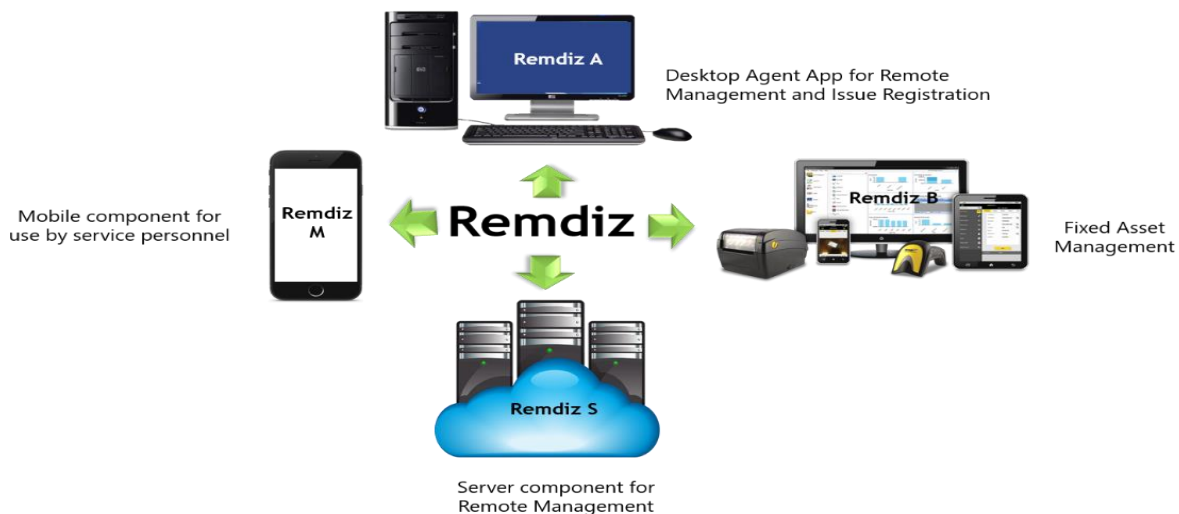 Remdiz A
Desktop Agent App for Remote
Management and Issue Registration
Remdiz
M
Mobile component for
use by service personnel
Remdiz
Remdiz B
Fixed Asset
Management
Remdiz S
Server component for
Remote Management